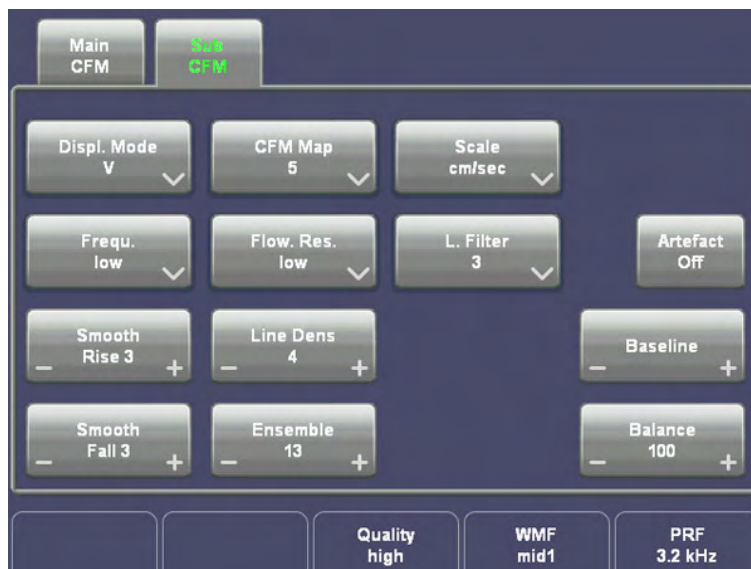 Main
CFM
Sub
CFM
Displ. Mode
V
CFM Map
5
Scale
cm/sec
Frequ.
low
Flow. Res.
low
L. Filter
3
Artefact
Off
Smooth
Rise 3
- +
Line Dens
4
- +
Baseline
- +
Smooth
Fall 3
- +
Ensemble
13
- +
Balance
100
- +
Quality
high
WMF
mid1
PRF
3.2 kHz